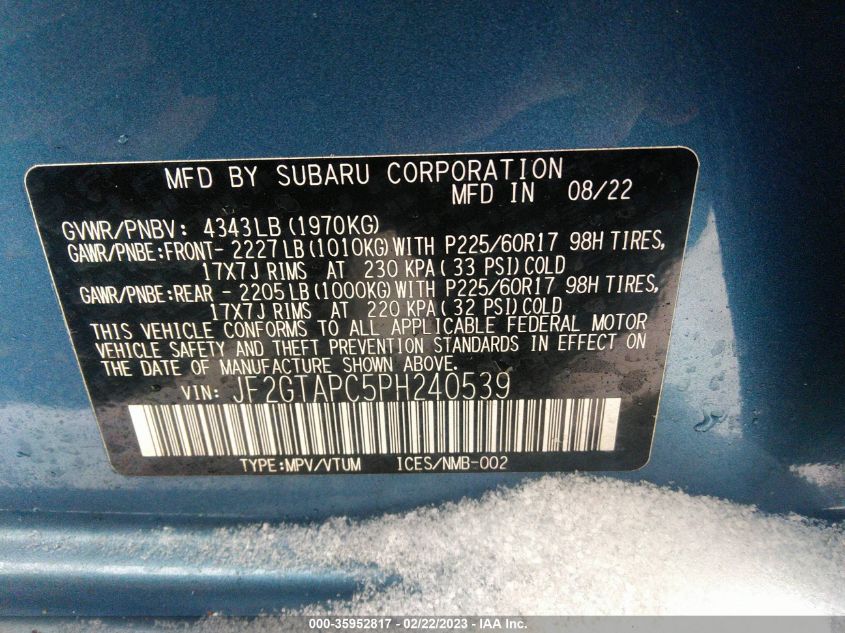 MFD BY SUBARU CORPORATION
MFD IN 08/22
GVWR/PNBV: 4343LB (1970KG)
GAWR/PNBE:FRONT- 2227LB(1010KG)WITH P225/60R17 98H TIRES,
17X7J RIMS AT 230 KPA( 33 PSI)COLD
GAWR/PNBE:REAR - 2205LB(1000KG)WITH P225/60R17 98H TIRES,
17X7J RIMS AT 220 KPA( 32 PSI)COLD
THIS VEHICLE CONFORMS TO ALL APPLICABLE FEDERAL MOTOR
VEHICLE SAFETY AND THEFT PREVENTION STANDARDS IN EFFECT ON
THE DATE OF MANUFACTURE SHOWN ABOVE.
VIN: JF2GTAPC5PH240539
TYPE:MPV/VTUM ICES/NMB-002
000-35952817 - 02/22/2023 - IAA Inc.